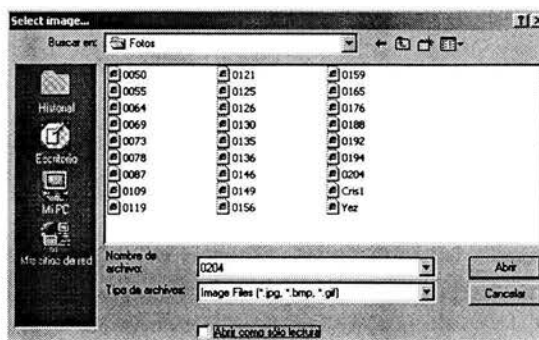 Select image...
Buscar en: Fotos
Historial
Escritorio
Mi PC
Mis sitios de red
0050
0055
0064
0069
0073
0078
0087
0109
0119
0121
0125
0126
0130
0135
0136
0146
0149
0156
0159
0165
0176
0188
0192
0194
0204
Cris1
Yaz
Nombre de archivo: 0204
Tipo de archivos: Image Files (*.jpg, *.bmp, *.gif)
Abrir
Cancelar
Abrir como sólo lectura